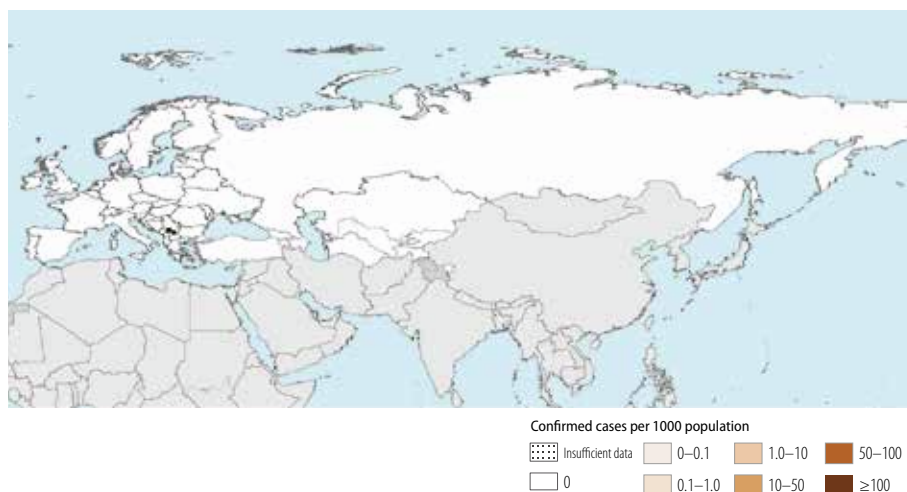 Confirmed cases per 1000 population
Insufficient data 0–0.1 1.0–10 50–100
0 0.1–1.0 10–50 ≥100